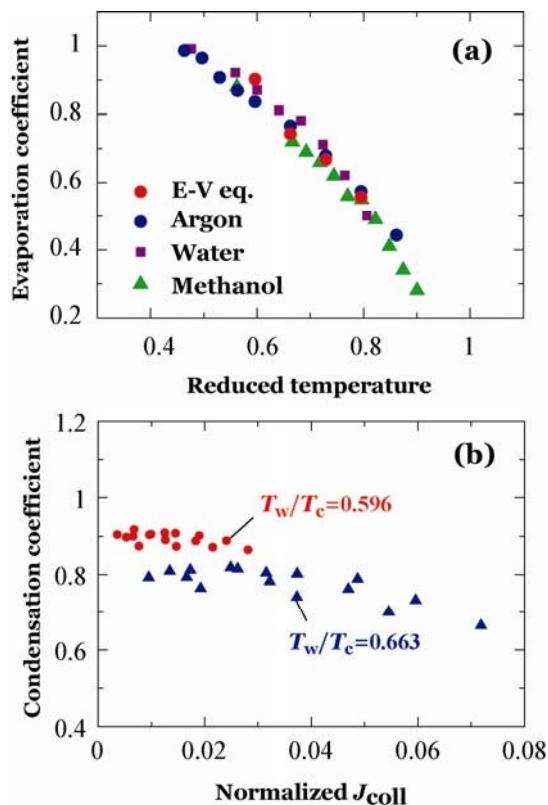 (a)
Evaporation coefficient
1
0.8
0.6
0.4
0.2
E-V eq.
Argon
Water
Methanol
0.4 0.6 0.8 1
Reduced temperature
(b)
Condensation coefficient
1.2
1
0.8
0.6
0.4
Tw/Tc=0.596
Tw/Tc=0.663
0 0.02 0.04 0.06 0.08
Normalized Jcoll